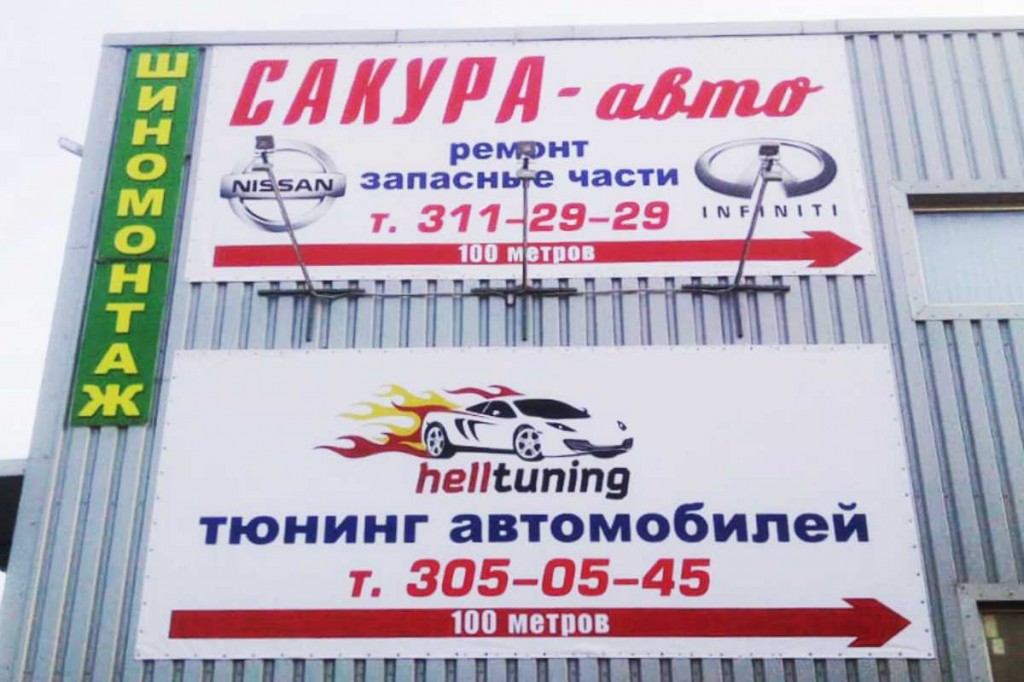 ШИНОМОНТАЖ
САКУРА-авто
ремонт
запасные части
NISSAN
INFINITI
т. 311-29-29
100 метров
helltuning
тюнинг автомобилей
т. 305-05-45
100 метров